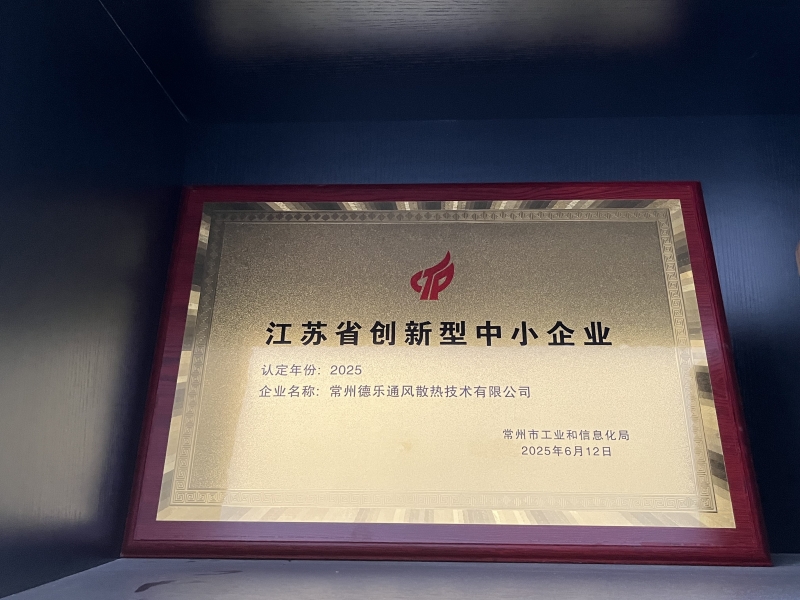 江苏省创新型中小企业
认定年份：2025
企业名称：常州德乐通风散热技术有限公司
常州市工业和信息化局
2025年6月12日